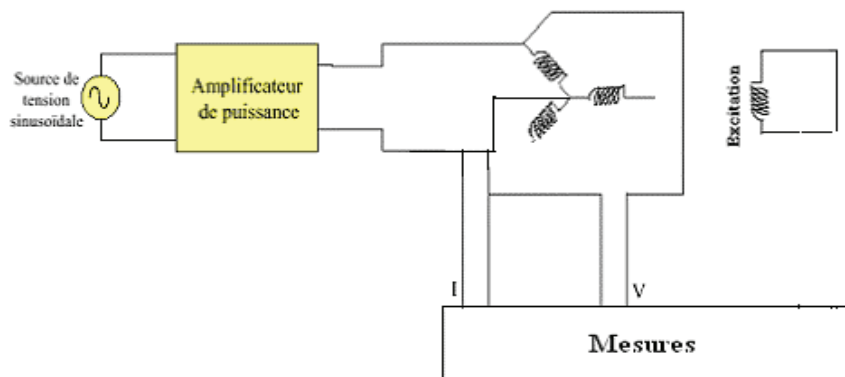 Source de
tension
sinusoïdale
Amplificateur
de puissance
Excitation
I
V
Mesures